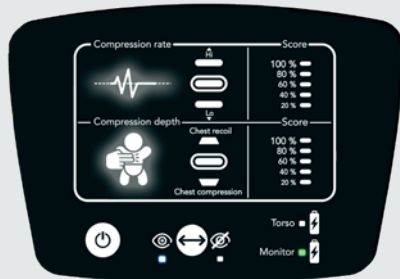 Compression rate
Score
Hi
Lo
100 %
80 %
60 %
40 %
20 %
Compression depth
Score
Chest recoil
Chest compression
100 %
80 %
60 %
40 %
20 %
Torso
Monitor